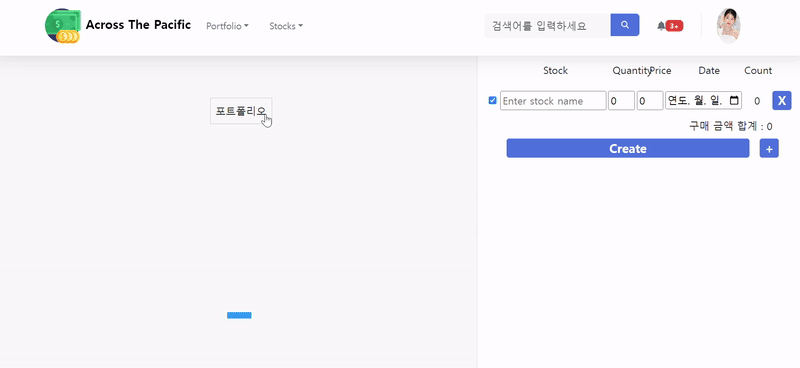 Across The Pacific Portfolio Stocks 검색어를 입력하세요 3+
포트폴리오
Stock Quantity Price Date Count
Enter stock name 0 0 연도. 월. 일. 0 X
구매 금액 합계 : 0
Create +